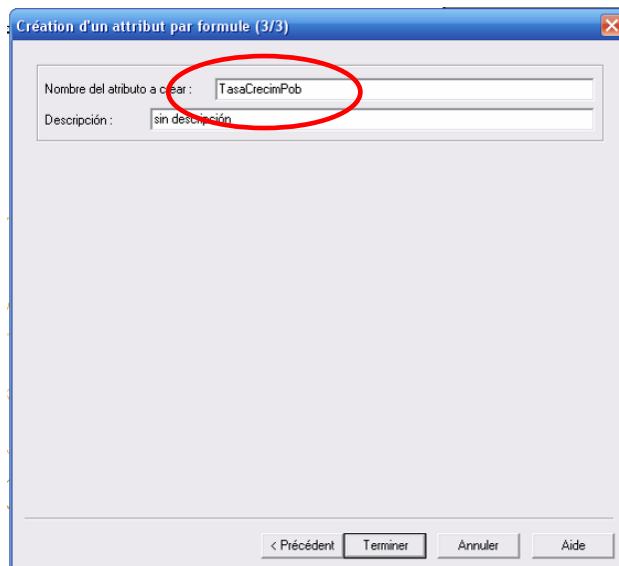 Création d'un attribut par formule (3/3)
Nombre del atributo a crear : TasaCrecimPob
Descripción : sin descripción
< Précédent Terminer Annuler Aide